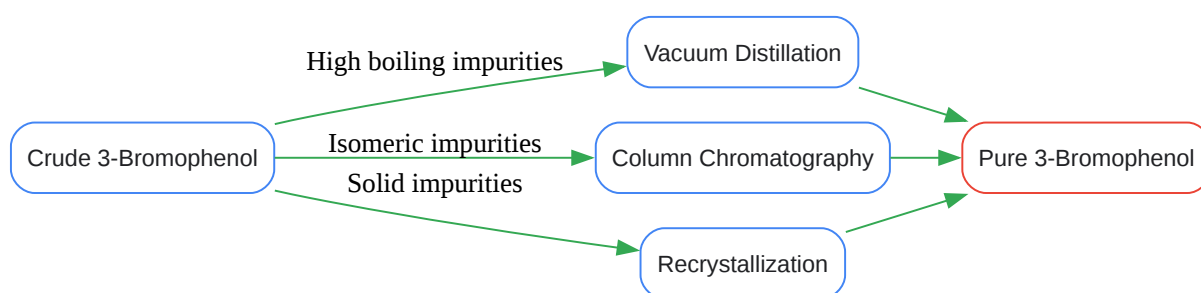 Vacuum Distillation
High boiling impurities
Crude 3-Bromophenol
Isomeric impurities
Column Chromatography
Pure 3-Bromophenol
Solid impurities
Recrystallization